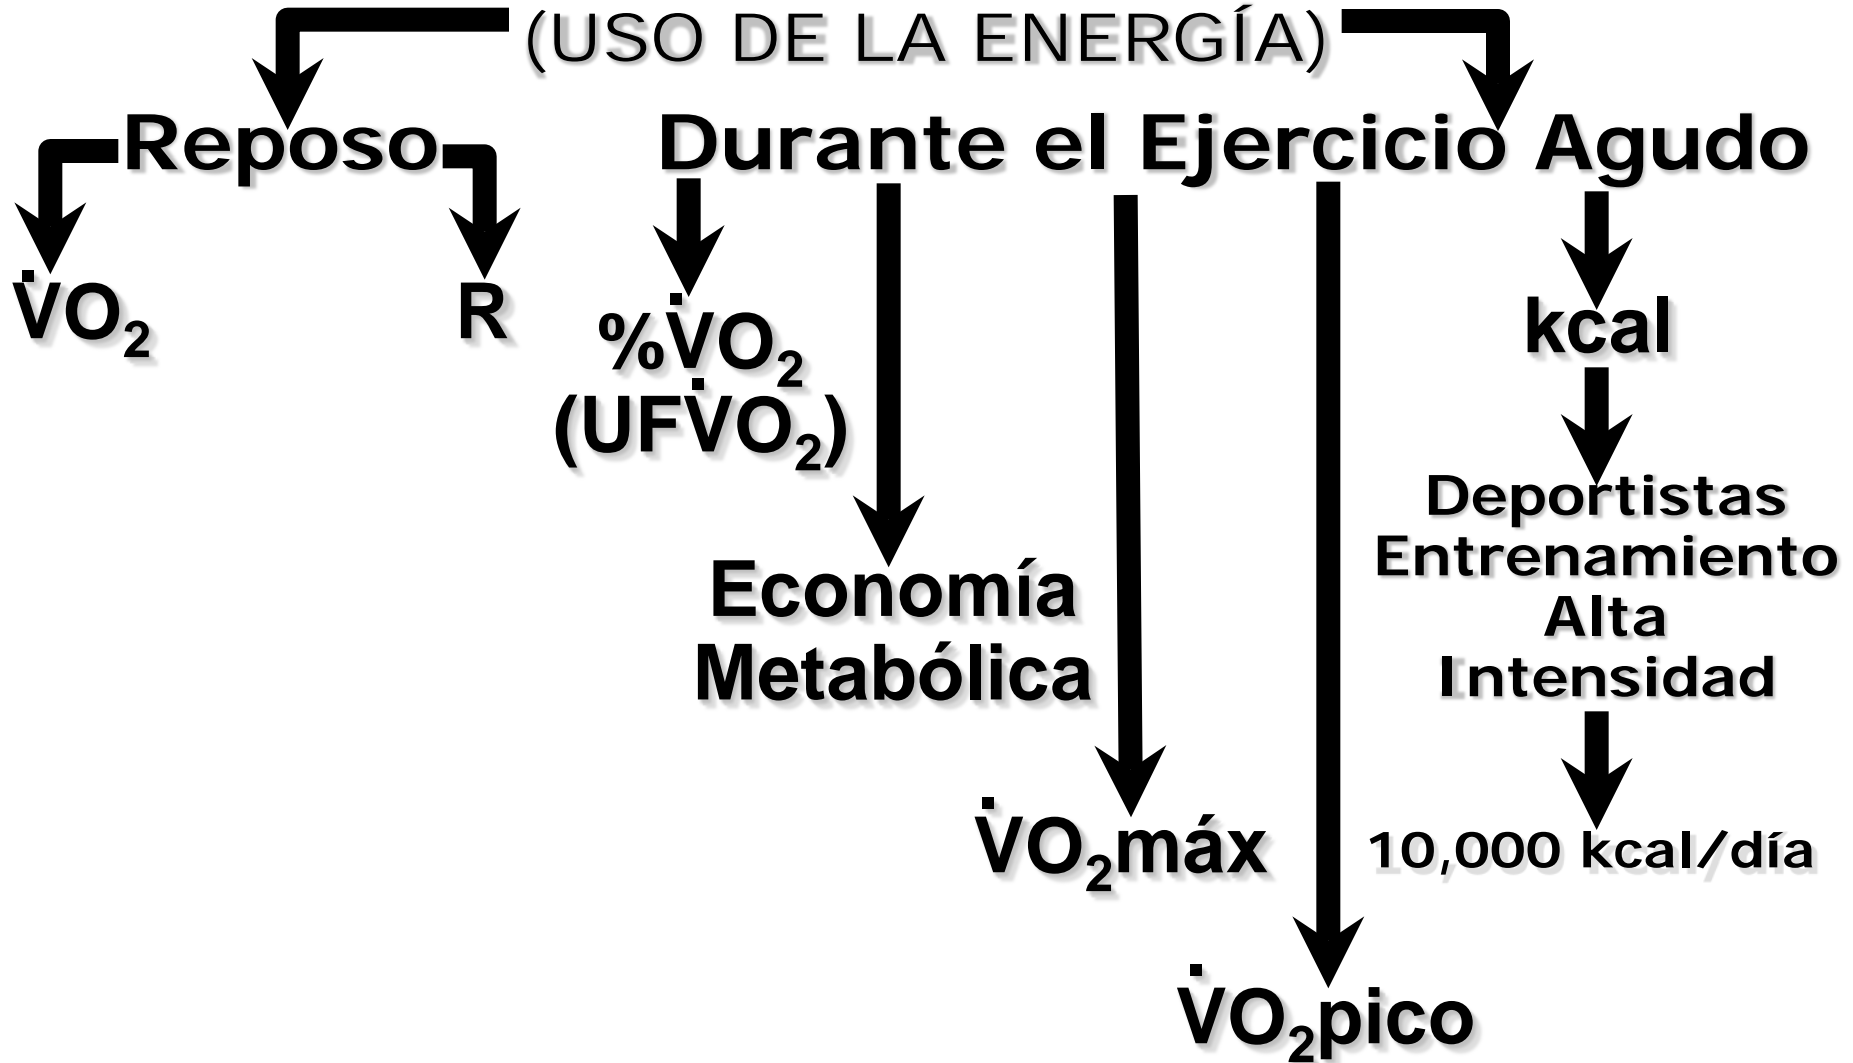 (USO DE LA ENERGÍA)
Reposo
Durante el Ejercicio Agudo
V̇O₂
R
%V̇O₂
(UFV̇O₂)
kcal
Economía
Metabólica
Deportistas
Entrenamiento
Alta
Intensidad
V̇O₂máx
10,000 kcal/día
V̇O₂pico